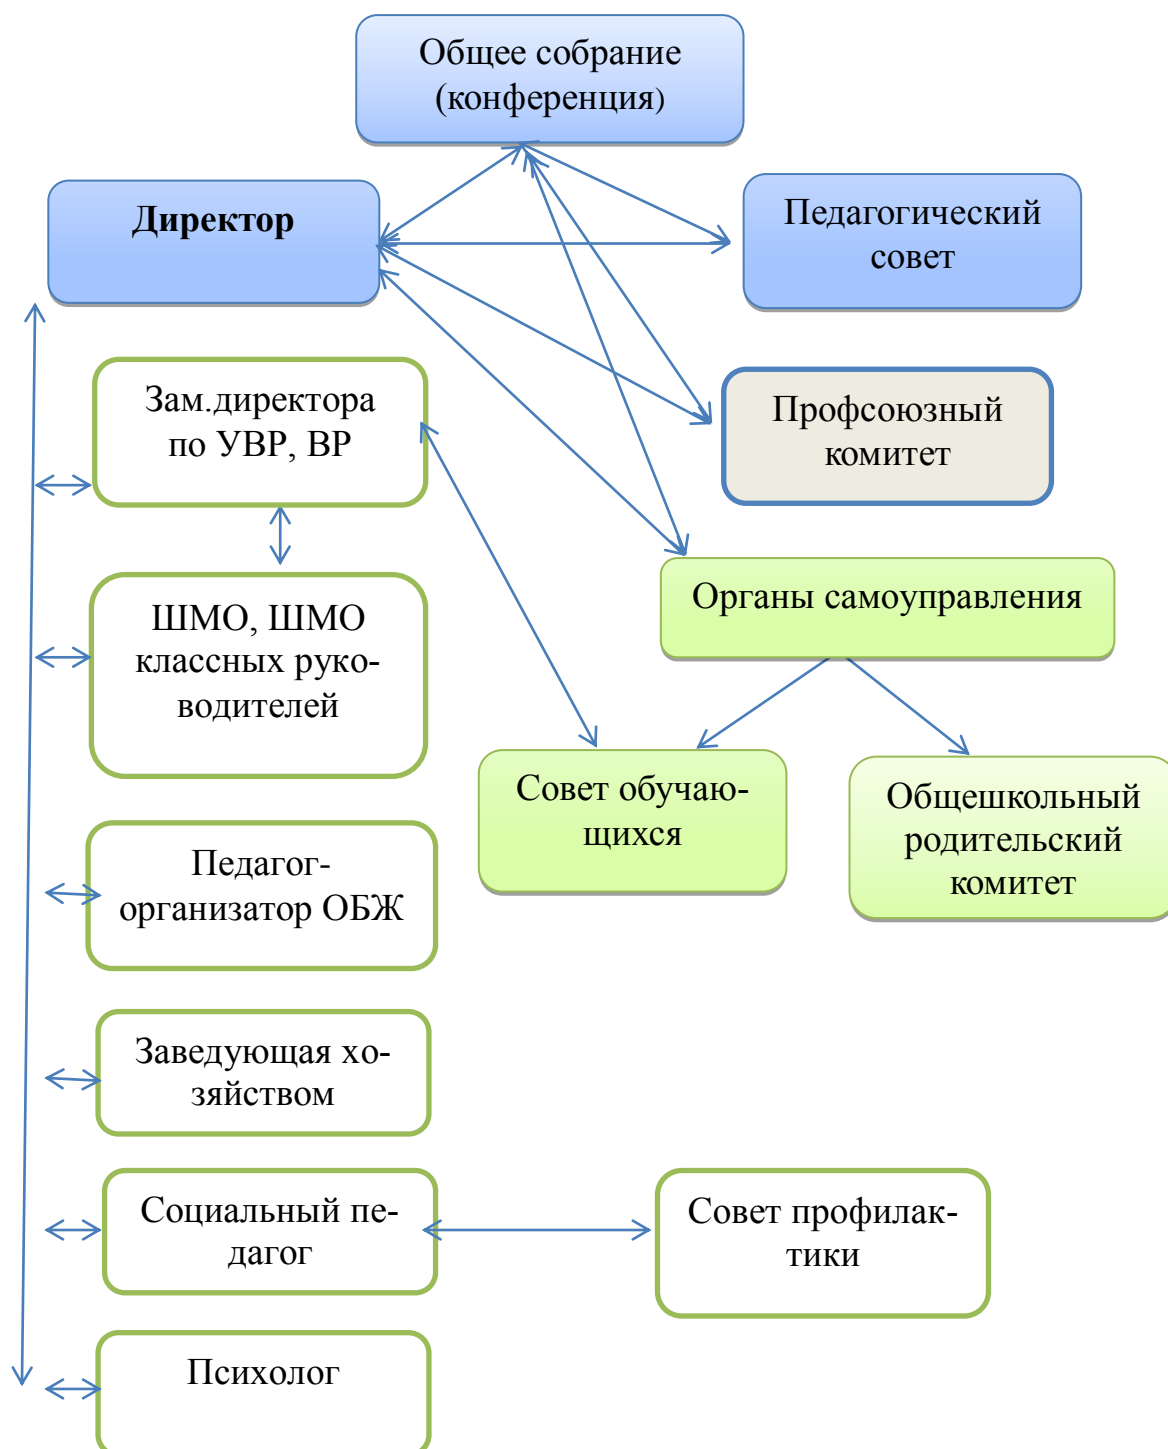 Общее собрание
(конференция)
Директор
Педагогический
совет
Зам.директора
по УВР, ВР
Профсоюзный
комитет
ШМО, ШМО
классных руко-
водителей
Органы самоуправления
Совет обучаю-
щихся
Общешкольный
родительский
комитет
Педагог-
организатор ОБЖ
Заведующая хо-
зяйством
Социальный пе-
дагог
Совет профилак-
тики
Психолог